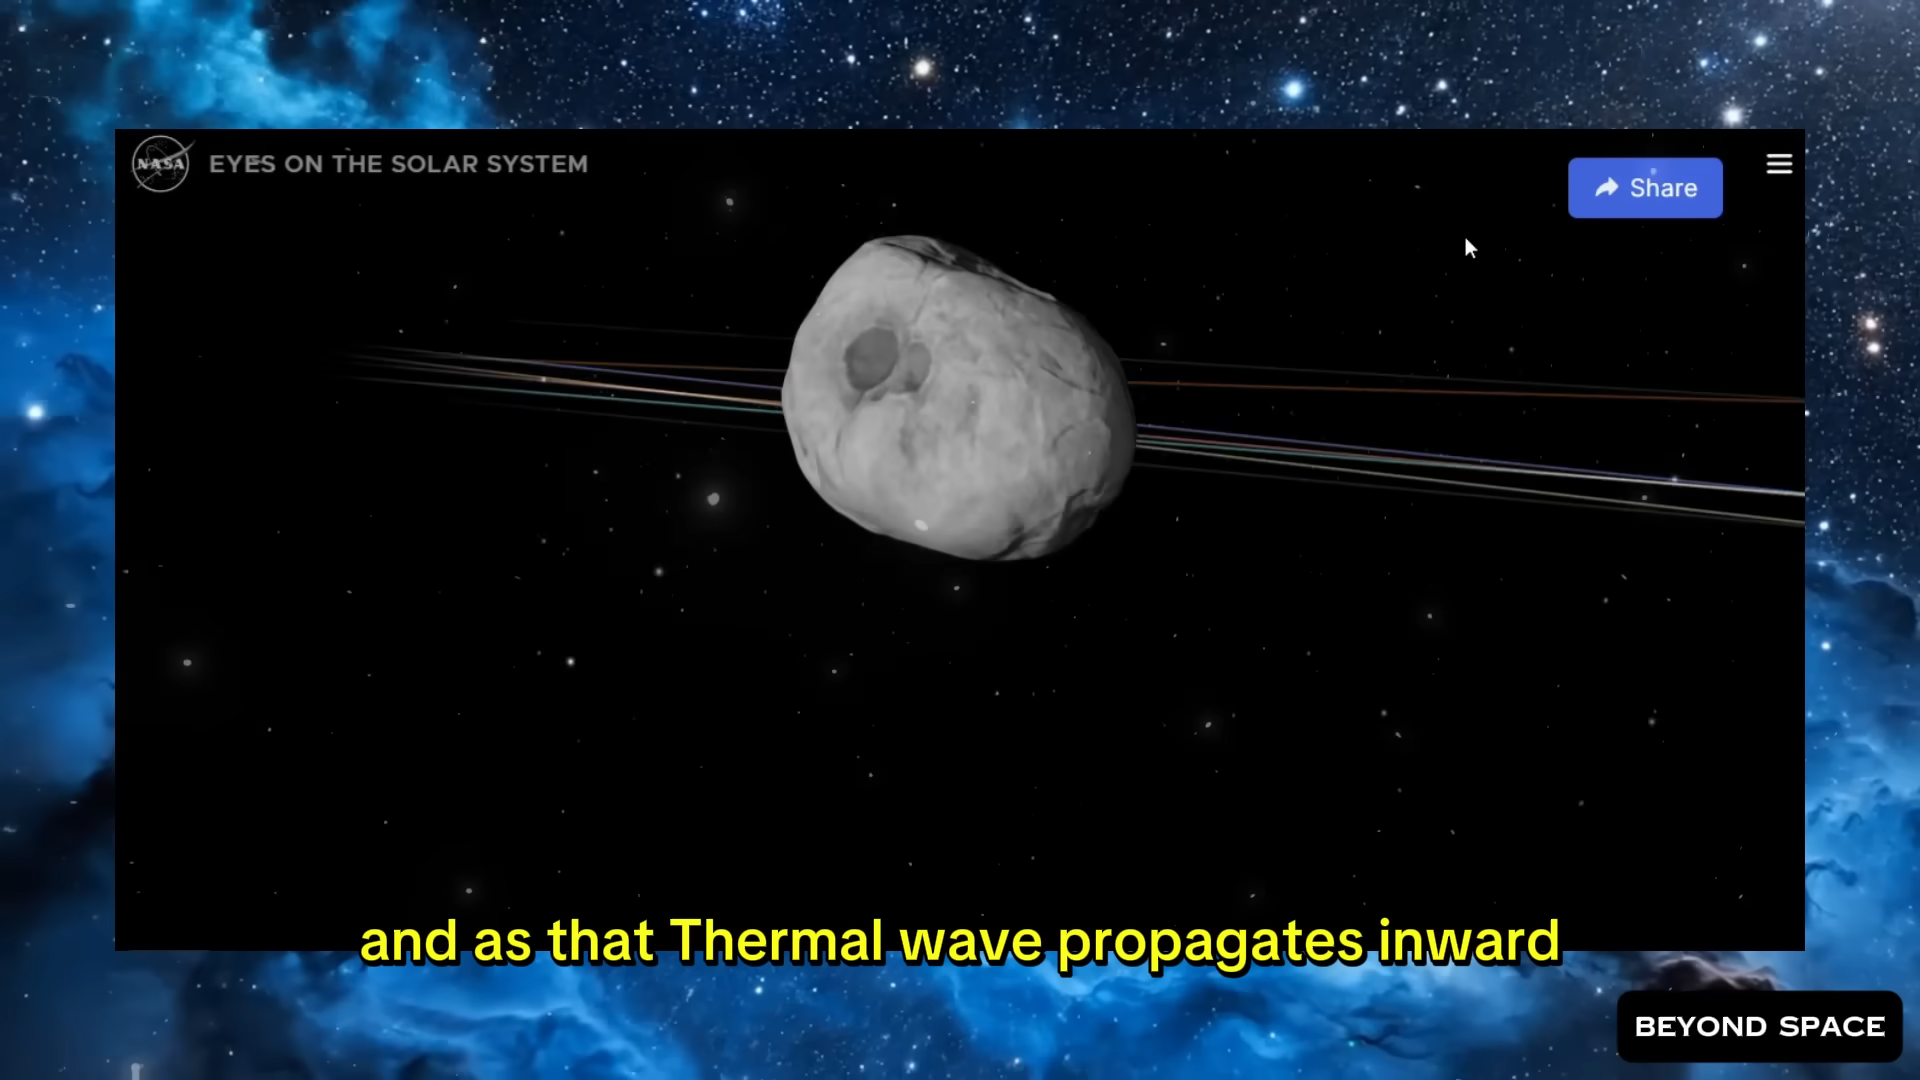 NASA
EYES ON THE SOLAR SYSTEM
Share
and as that Thermal wave propagates inward
BEYOND SPACE